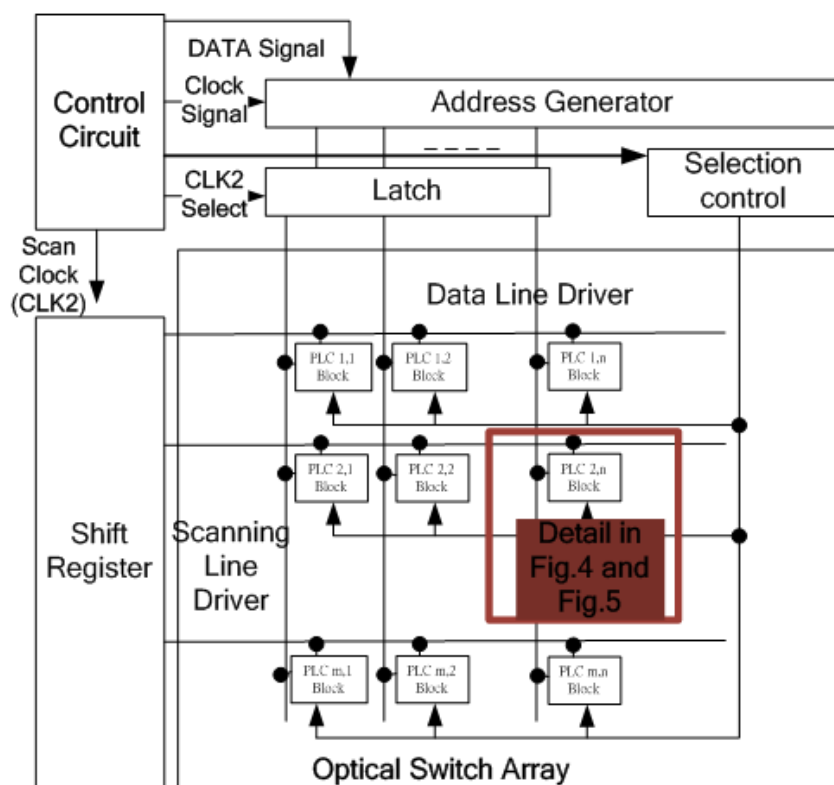 DATA Signal
Control
Circuit
Clock
Signal
Address Generator
CLK2
Select
Latch
Selection
control
Scan
Clock
(CLK2)
Data Line Driver
PLC 1,1
Block
PLC 1,2
Block
PLC 1,n
Block
PLC 2,1
Block
PLC 2,2
Block
PLC 2,n
Block
Shift
Register
Scanning
Line
Driver
Detail in
Fig.4 and
Fig.5
PLC m,1
Block
PLC m,2
Block
PLC m,n
Block
Optical Switch Array